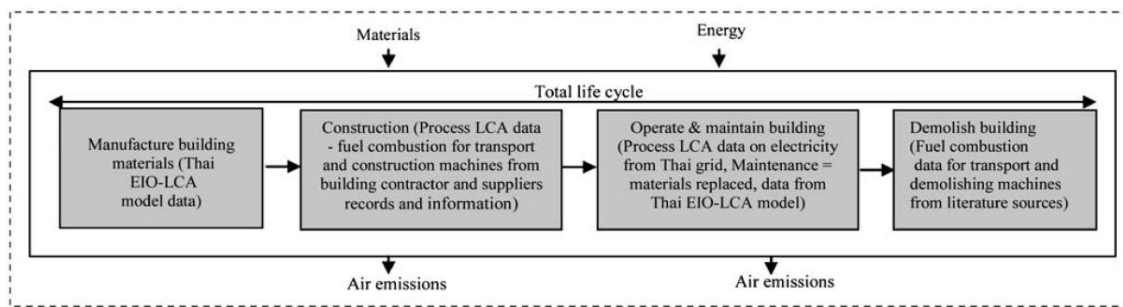 Materials
Energy
Total life cycle
Manufacture building
materials (Thai
EIO-LCA
model data)
Construction (Process LCA data
- fuel combustion for transport
and construction machines from
building contractor and suppliers
records and information)
Operate & maintain building
(Process LCA data on electricity
from Thai grid, Maintenance =
materials replaced, data from
Thai EIO-LCA model)
Demolish building
(Fuel combustion
data for transport and
demolishing machines
from literature sources)
Air emissions
Air emissions